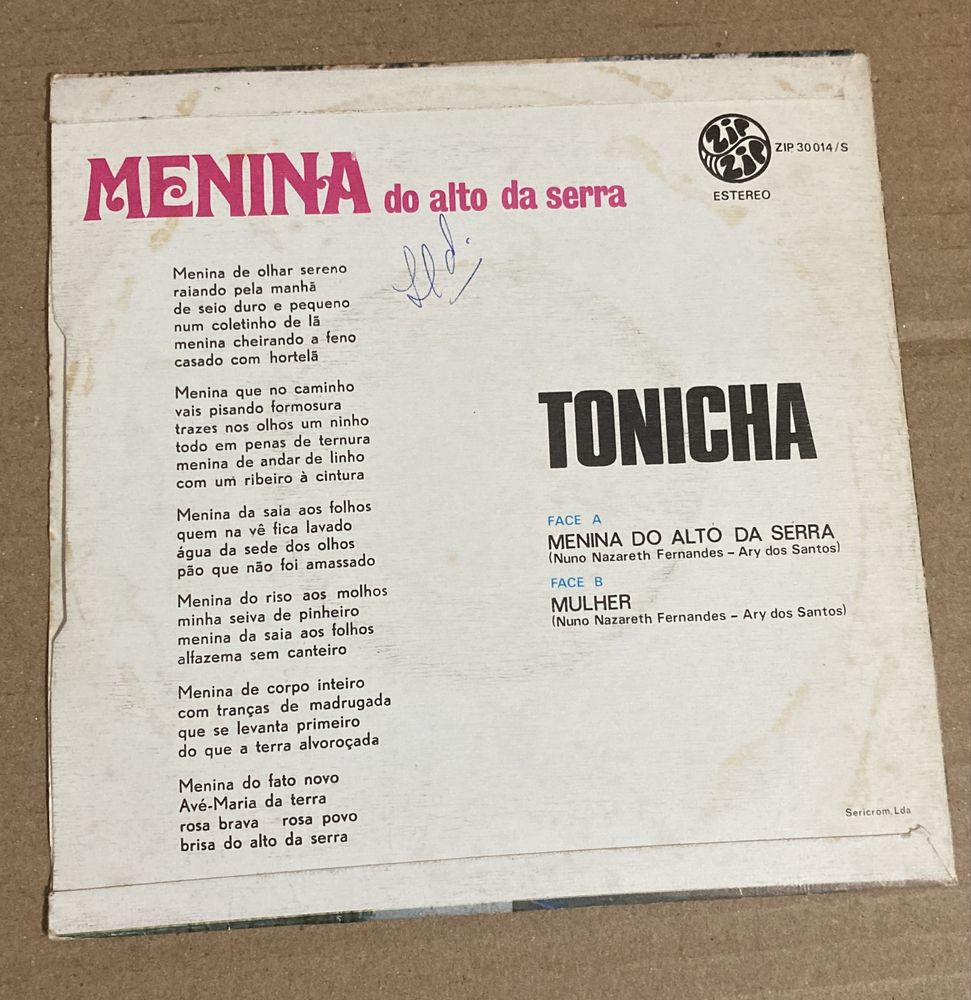 MENINA do alto da serra
ZIP ZIP
ZIP 30014/S
ESTEREO
Menina de olhar sereno
raiando pela manhã
de seio duro e pequeno
num coletinho de lã
menina cheirando a feno
casado com hortelã
Menina que no caminho
vais pisando formosura
trazes nos olhos um ninho
todo em penas de ternura
menina de andar de linho
com um ribeiro à cintura
Menina da saia aos folhos
quem na vê fica lavado
água da sede dos olhos
pão que não foi amassado
Menina do riso aos molhos
minha seiva de pinheiro
menina da saia aos folhos
alfazema sem canteiro
Menina de corpo inteiro
com tranças de madrugada
que se levanta primeiro
do que a terra alvoroçada
Menina do fato novo
Avé-Maria da terra
rosa brava rosa povo
brisa do alto da serra
TONICHA
FACE A
MENINA DO ALTO DA SERRA
(Nuno Nazareth Fernandes – Ary dos Santos)
FACE B
MULHER
(Nuno Nazareth Fernandes – Ary dos Santos)
Sericrom, Lda